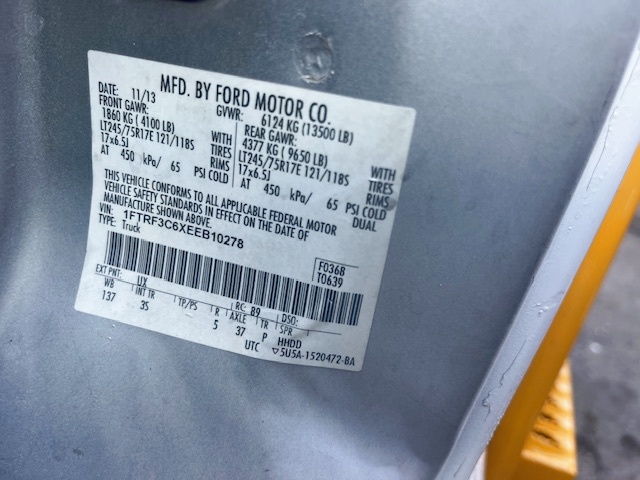 MFD. BY FORD MOTOR CO.
DATE: 11/13 GVWR: 6124 KG (13500 LB)
FRONT GAWR: REAR GAWR:
1860 KG ( 4100 LB) WITH 4377 KG ( 9650 LB) WITH
LT245/75R17E 121/118S TIRES LT245/75R17E 121/118S TIRES
17x6.5J RIMS 17x6.5J RIMS
AT 450 kPa/ 65 PSI COLD AT 450 kPa/ 65 PSI COLD DUAL
THIS VEHICLE CONFORMS TO ALL APPLICABLE FEDERAL MOTOR
VEHICLE SAFETY STANDARDS IN EFFECT ON THE DATE OF
MANUFACTURE SHOWN ABOVE.
VIN: 1FTRF3C6XEEB10278
TYPE: Truck
F0368
T0639
EXT PNT: UX RC: 89 DSO:
WB INT TR TP/PS R AXLE TR SPR
137 3S 5 37 P HHDD
UTC 5U5A-1520472-BA